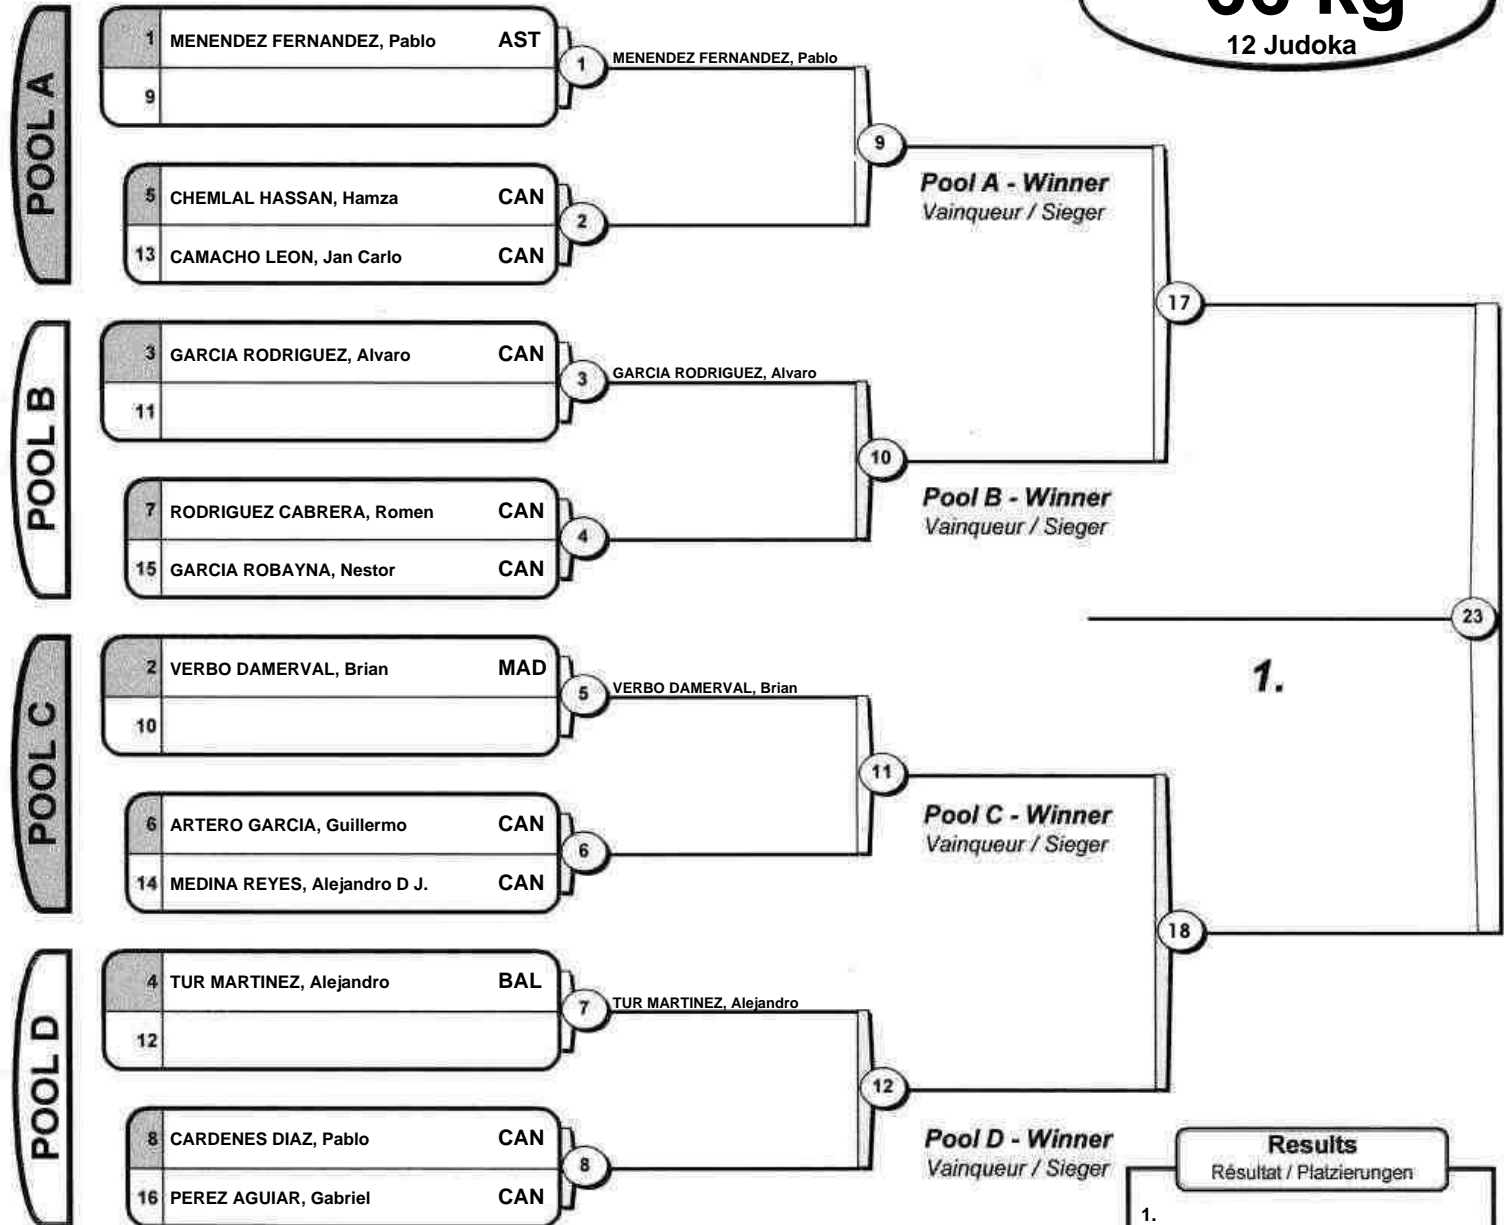 12 Judoka
POOL A
1 MENENDEZ FERNANDEZ, Pablo AST
9
1 MENENDEZ FERNANDEZ, Pablo
5 CHEMLAL HASSAN, Hamza CAN
13 CAMACHO LEON, Jan Carlo CAN
2
9
Pool A - Winner
Vainqueur / Sieger
POOL B
3 GARCIA RODRIGUEZ, Alvaro CAN
11
3 GARCIA RODRIGUEZ, Alvaro
7 RODRIGUEZ CABRERA, Romen CAN
15 GARCIA ROBAYNA, Nestor CAN
4
10
Pool B - Winner
Vainqueur / Sieger
17
POOL C
2 VERBO DAMERVAL, Brian MAD
10
5 VERBO DAMERVAL, Brian
6 ARTERO GARCIA, Guillermo CAN
14 MEDINA REYES, Alejandro D J. CAN
6
11
Pool C - Winner
Vainqueur / Sieger
23
1.
POOL D
4 TUR MARTINEZ, Alejandro BAL
12
7 TUR MARTINEZ, Alejandro
8 CARDENES DIAZ, Pablo CAN
16 PEREZ AGUIAR, Gabriel CAN
8
12
Pool D - Winner
Vainqueur / Sieger
18
Results
Résultat / Platzierungen
1.